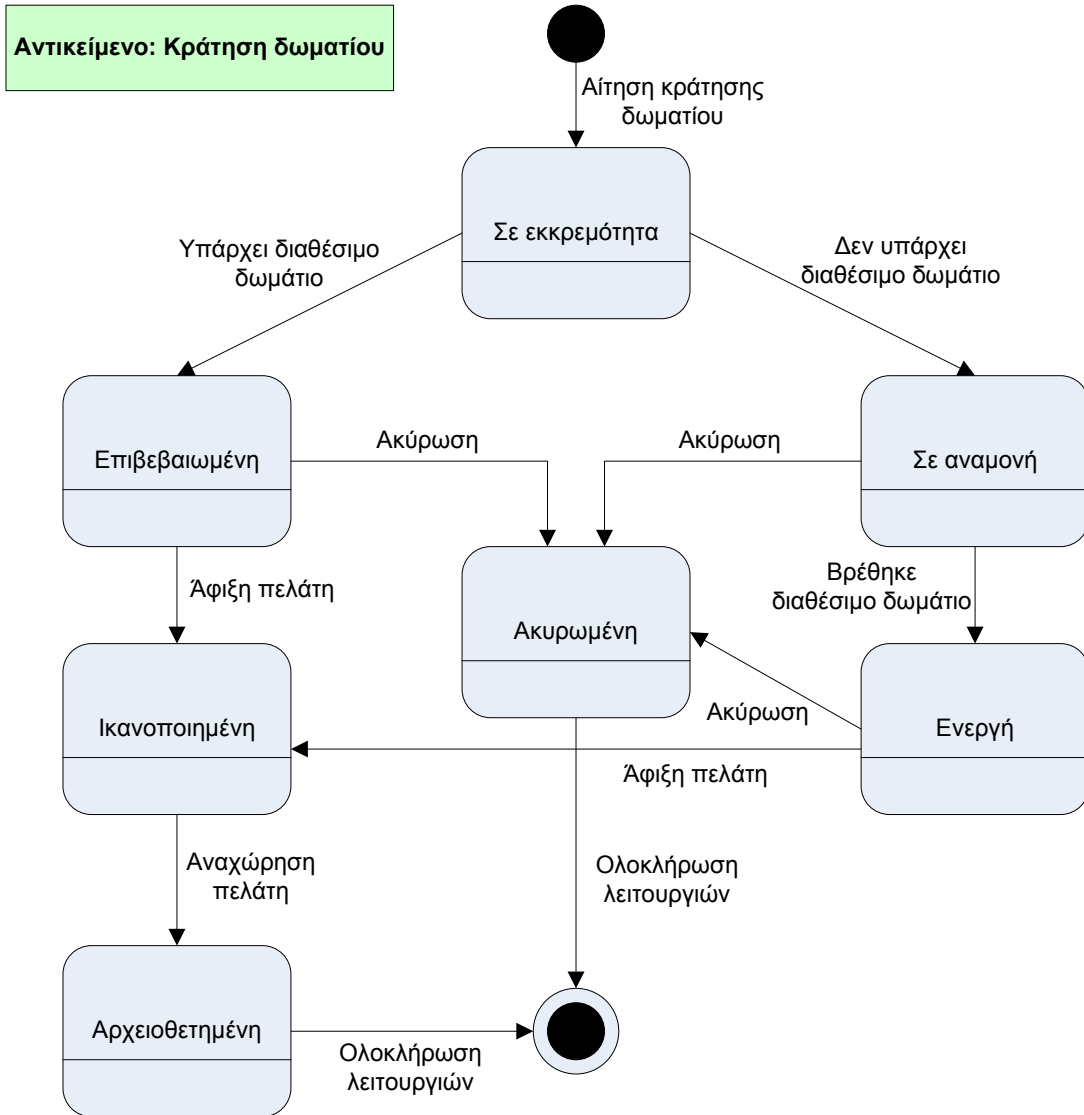 Αντικείμενο: Κράτηση δωματίου
Αίτηση κράτησης
δωματίου
Σε εκκρεμότητα
Υπάρχει διαθέσιμο
δωμάτιο
Δεν υπάρχει
διαθέσιμο δωμάτιο
Επιβεβαιωμένη
Ακύρωση
Ακύρωση
Σε αναμονή
Άφιξη πελάτη
Βρέθηκε
διαθέσιμο δωμάτιο
Ακυρωμένη
Ικανοποιημένη
Ακύρωση
Ενεργή
Άφιξη πελάτη
Αναχώρηση
πελάτη
Ολοκλήρωση
λειτουργιών
Αρχειοθετημένη
Ολοκλήρωση
λειτουργιών